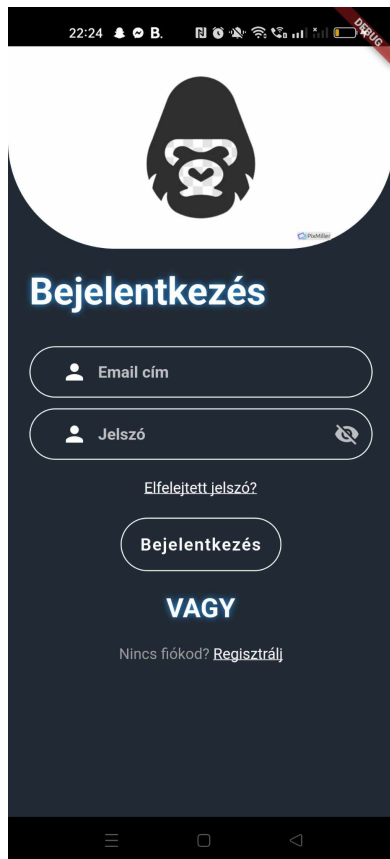 22:24 B.
DEBUG
PixMiller
Bejelentkezés
Email cím
Jelszó
Elfelejtett jelszó?
Bejelentkezés
VAGY
Nincs fiókod? Regisztrálj